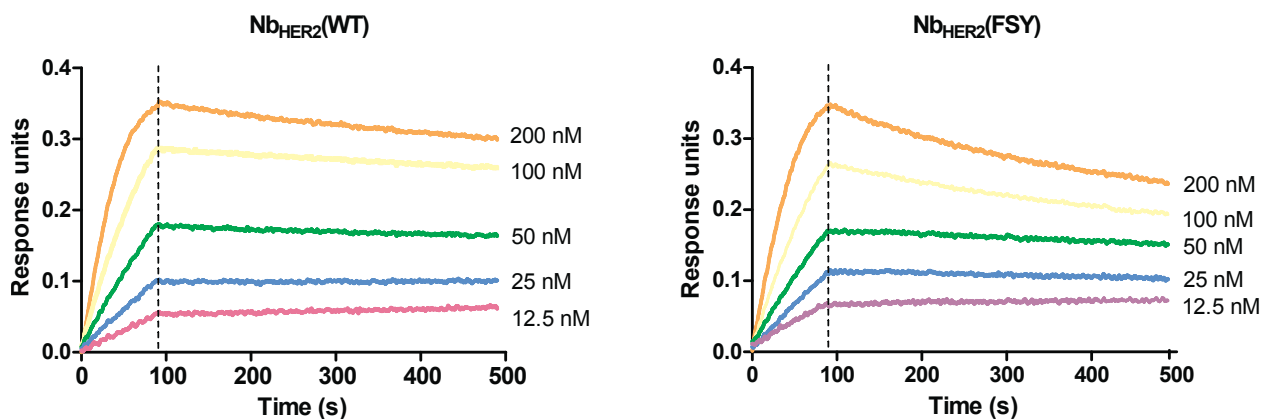 Nb_HER2(WT)
Response units
0.4
0.3
0.2
0.1
0.0
0
100
200
300
400
500
Time (s)
200 nM
100 nM
50 nM
25 nM
12.5 nM
Nb_HER2(FSY)
Response units
0.4
0.3
0.2
0.1
0.0
0
100
200
300
400
500
Time (s)
200 nM
100 nM
50 nM
25 nM
12.5 nM